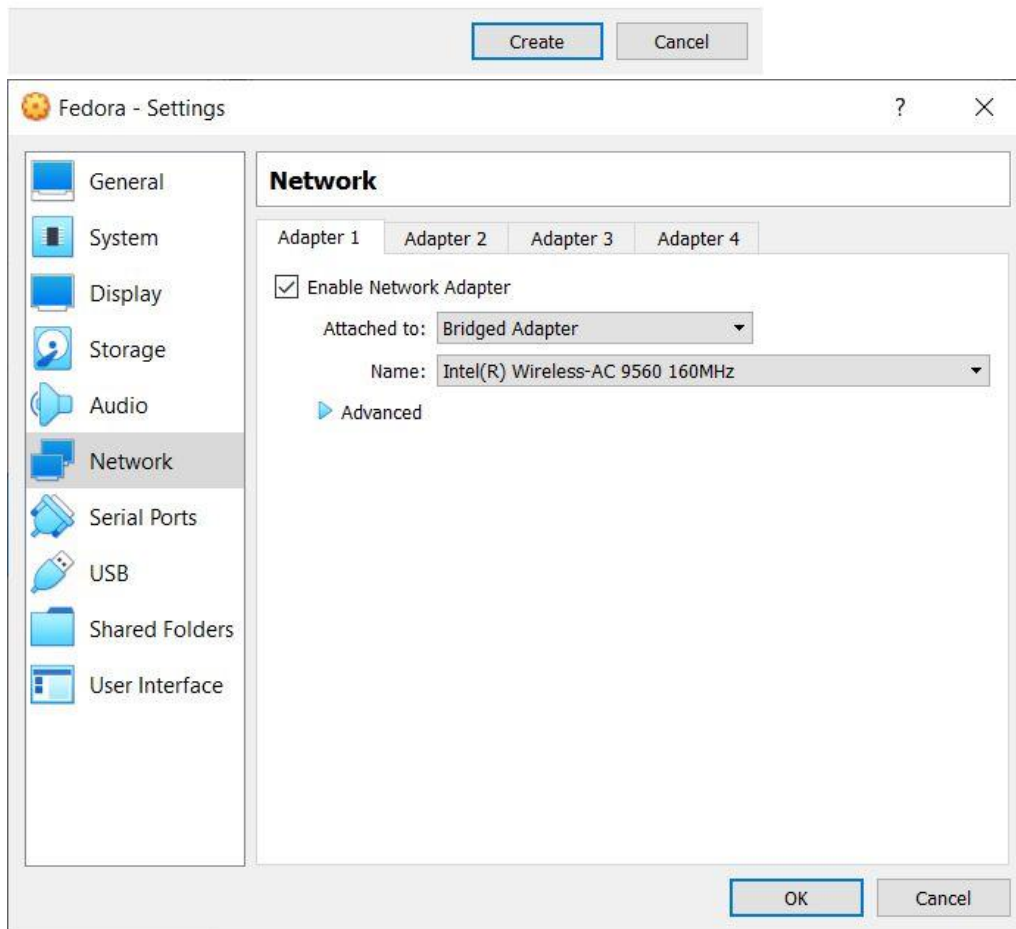 Create Cancel
Fedora - Settings ?
General
System
Display
Storage
Audio
Network
Serial Ports
USB
Shared Folders
User Interface
Network
Adapter 1 Adapter 2 Adapter 3 Adapter 4
Enable Network Adapter
Attached to: Bridged Adapter
Name: Intel(R) Wireless-AC 9560 160MHz
Advanced
OK Cancel